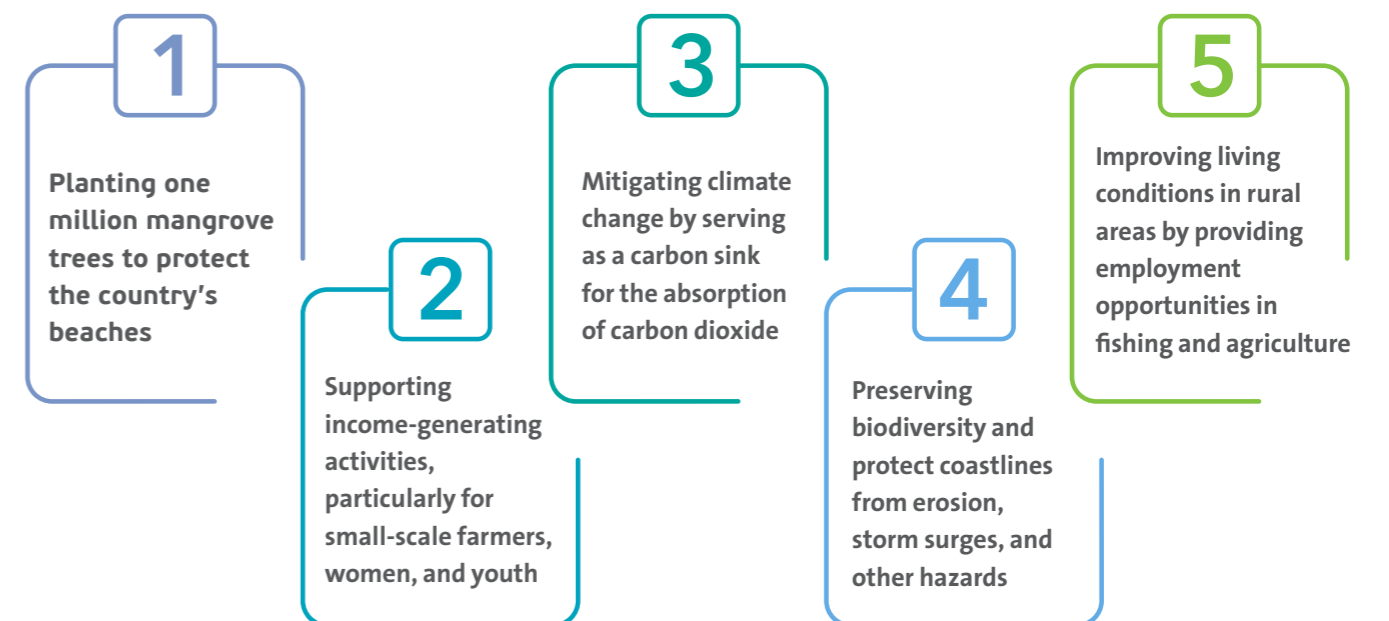 1
Planting one
million mangrove
trees to protect
the country's
beaches
2
Supporting
income-generating
activities,
particularly for
small-scale farmers,
women, and youth
3
Mitigating climate
change by serving
as a carbon sink
for the absorption
of carbon dioxide
4
Preserving
biodiversity and
protect coastlines
from erosion,
storm surges, and
other hazards
5
Improving living
conditions in rural
areas by providing
employment
opportunities in
fishing and agriculture